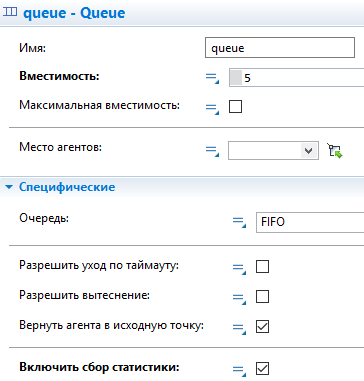 queue - Queue
Имя: queue
Вместимость: 5
Максимальная вместимость:
Место агентов:
Специфические
Очередь: FIFO
Разрешить уход по таймауту:
Разрешить вытеснение:
Вернуть агента в исходную точку:
Включить сбор статистики: